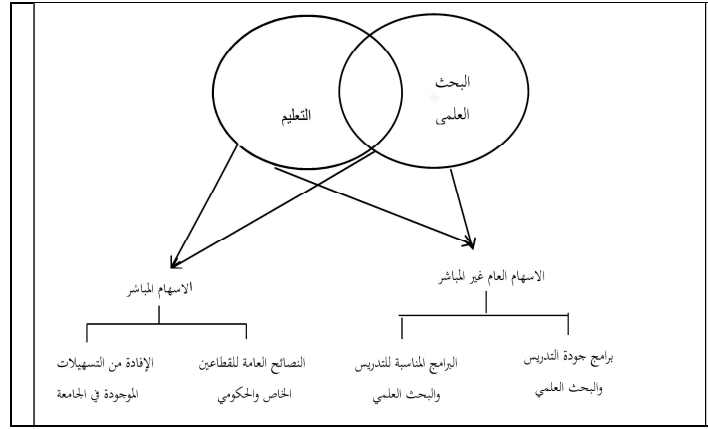 البحث
العلمى
التعليم
الاسهام العام غير المباشر
الاسهام المباشر
برامج جودة التدريس
والبحث العلمي
البرامج المناسبة للتدريس
والبحث العلمي
النصائح العامة للقطاعين
الخاص والحكومي
الإفادة من التسهيلات
الموجودة في الجامعة